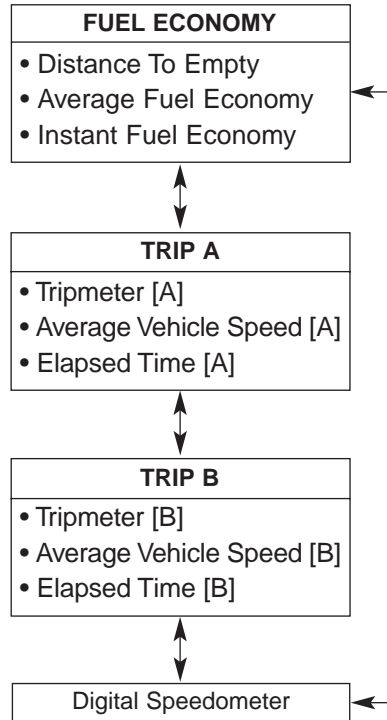 FUEL ECONOMY
• Distance To Empty
• Average Fuel Economy
• Instant Fuel Economy
TRIP A
• Tripmeter [A]
• Average Vehicle Speed [A]
• Elapsed Time [A]
TRIP B
• Tripmeter [B]
• Average Vehicle Speed [B]
• Elapsed Time [B]
Digital Speedometer